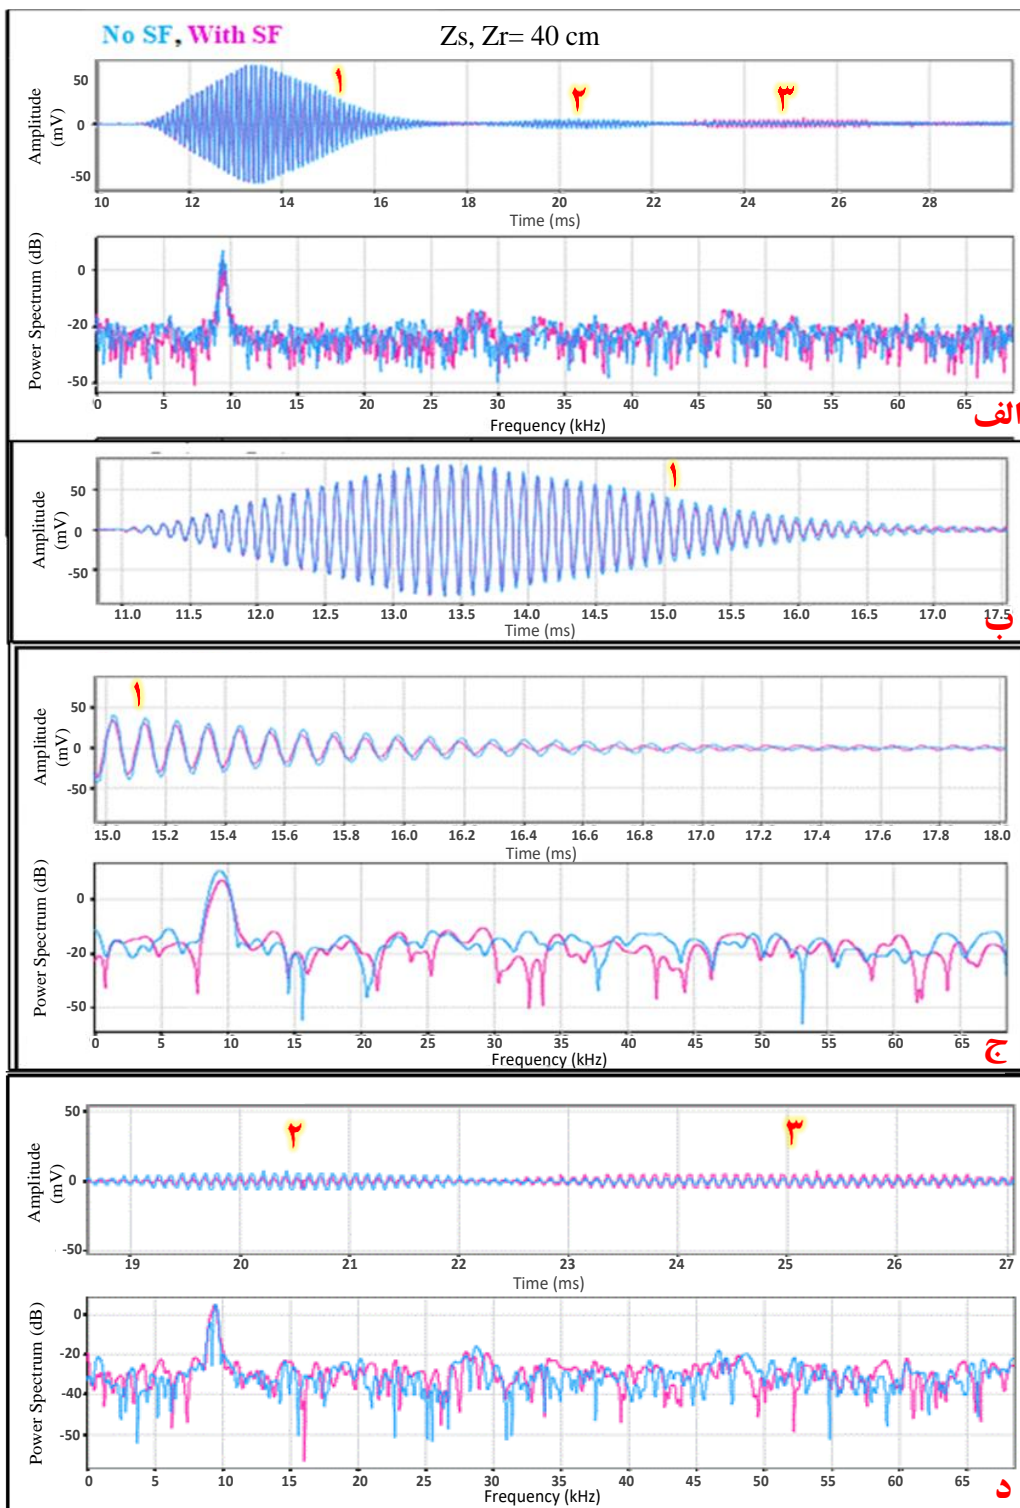 No SF, With SF Zs, Zr= 40 cm
Amplitude (mV)
50
0
-50
۱ ۲ ۳
10 12 14 16 18 20 22 24 26 28
Time (ms)
Power Spectrum (dB)
0
-20
-50
0 5 10 15 20 25 30 35 40 45 50 55 60 65
Frequency (kHz)
الف
Amplitude (mV)
50
0
-50
۱
11.0 11.5 12.0 12.5 13.0 13.5 14.0 14.5 15.0 15.5 16.0 16.5 17.0 17.5
Time (ms)
ب
Amplitude (mV)
50
0
-50
۱
15.0 15.2 15.4 15.6 15.8 16.0 16.2 16.4 16.6 16.8 17.0 17.2 17.4 17.6 17.8 18.0
Time (ms)
Power Spectrum (dB)
0
-20
-50
0 5 10 15 20 25 30 35 40 45 50 55 60 65
Frequency (kHz)
ج
Amplitude (mV)
50
0
-50
۲ ۳
19 20 21 22 23 24 25 26 27
Time (ms)
Power Spectrum (dB)
0
-20
-40
-50
0 5 10 15 20 25 30 35 40 45 50 55 60 65
Frequency (kHz)
د